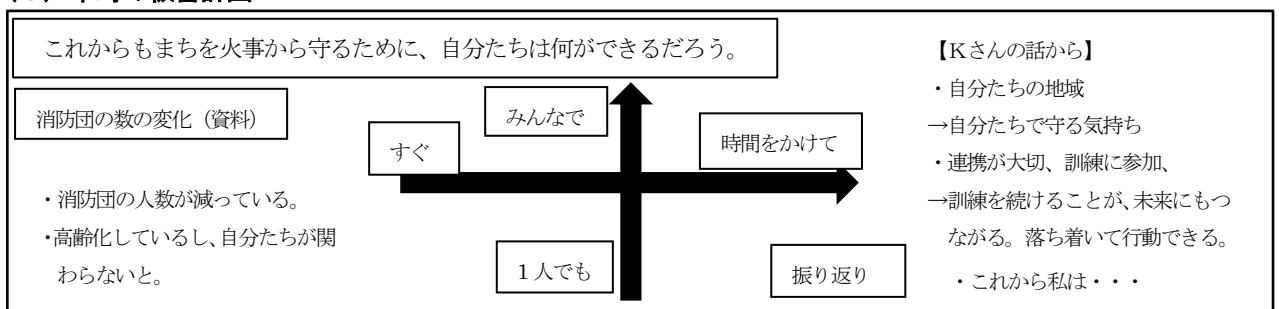 これからもまちを火事から守るために、自分たちは何ができるだろう。
消防団の数の変化（資料）
・消防団の人数が減っている。
・高齢化しているし、自分たちが関
わらないと。
みんなで
すぐ
時間をかけて
１人でも
振り返り
【Ｋさんの話から】
・自分たちの地域
→自分たちで守る気持ち
・連携が大切、訓練に参加、
→訓練を続けることが、未来にもつ
ながる。落ち着いて行動できる。
・これから私は・・・